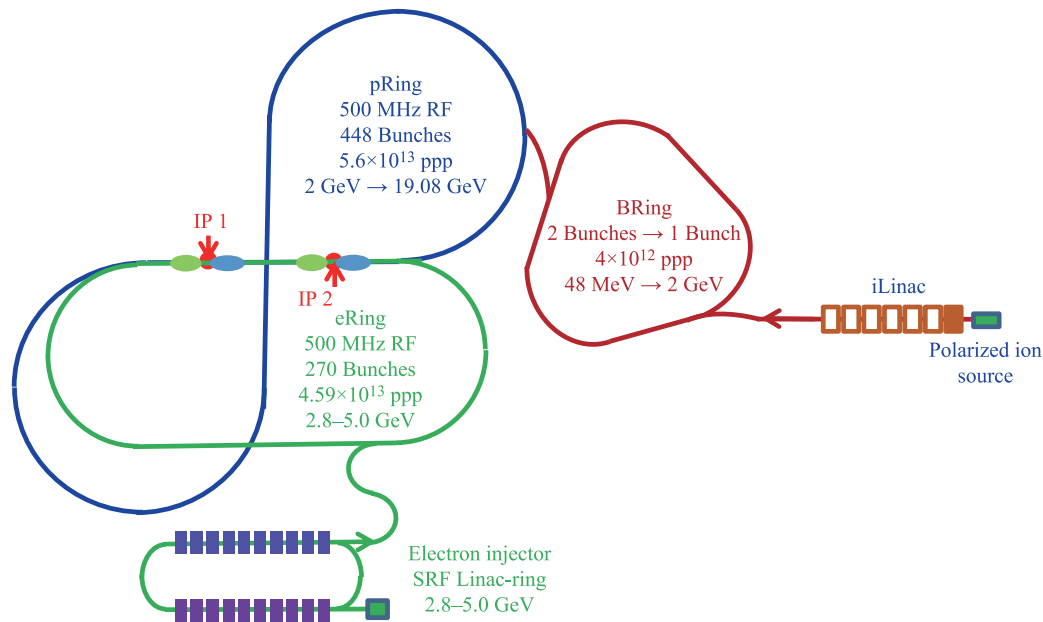 pRing
500 MHz RF
448 Bunches
5.6×10¹³ ppp
2 GeV → 19.08 GeV
BRing
2 Bunches → 1 Bunch
4×10¹² ppp
48 MeV → 2 GeV
IP 1
IP 2
iLinac
Polarized ion
source
eRing
500 MHz RF
270 Bunches
4.59×10¹³ ppp
2.8–5.0 GeV
Electron injector
SRF Linac-ring
2.8–5.0 GeV